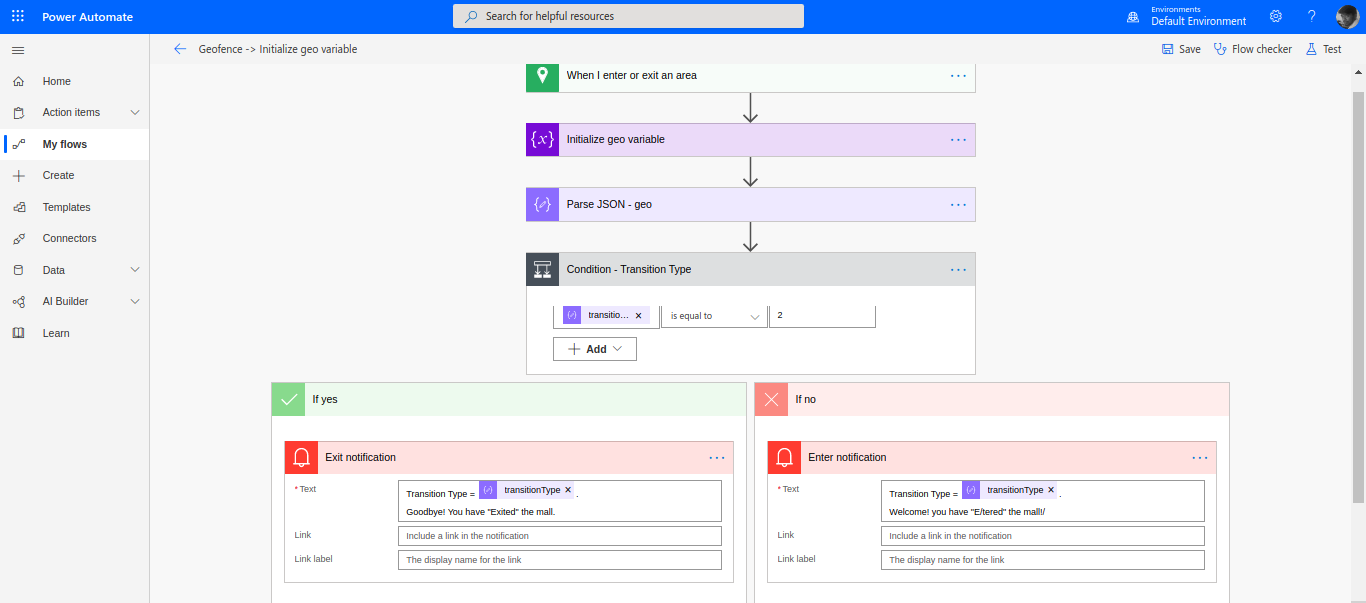 Power Automate
Search for helpful resources
Environments
Default Environment
?
Geofence -> Initialize geo variable
Save
Flow checker
Test
Home
Action items
My flows
Create
Templates
Connectors
Data
AI Builder
Learn
When I enter or exit an area
{x} Initialize geo variable
Parse JSON - geo
Condition - Transition Type
transitio... x
is equal to
2
+ Add
If yes
Exit notification
* Text
Transition Type = transitionType x .
Goodbye! You have "Exited" the mall.
Link
Include a link in the notification
Link label
The display name for the link
If no
Enter notification
* Text
Transition Type = transitionType x .
Welcome! you have "E/tered" the mall!/
Link
Include a link in the notification
Link label
The display name for the link